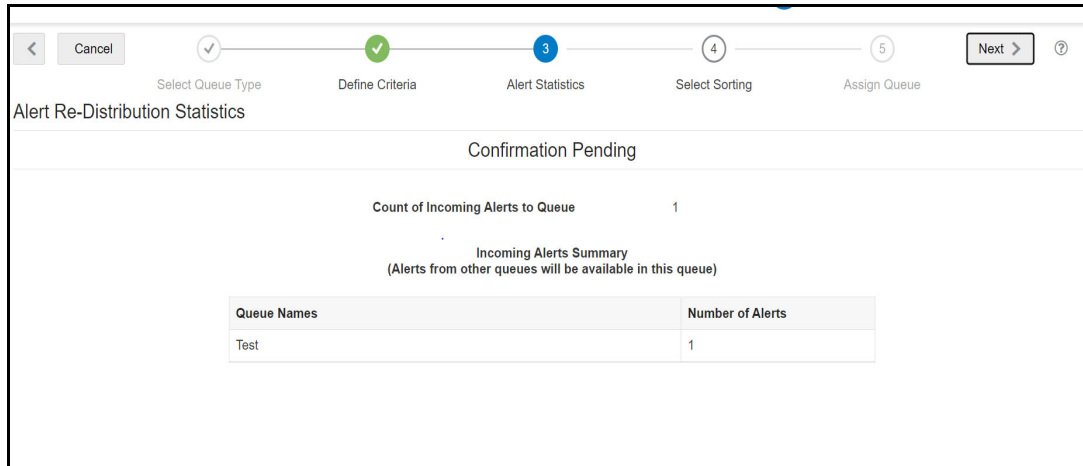 Cancel
3
4
5
Next
?
Select Queue Type
Define Criteria
Alert Statistics
Select Sorting
Assign Queue
Alert Re-Distribution Statistics
Confirmation Pending
Count of Incoming Alerts to Queue 1
Incoming Alerts Summary
(Alerts from other queues will be available in this queue)
Queue Names Number of Alerts
Test 1